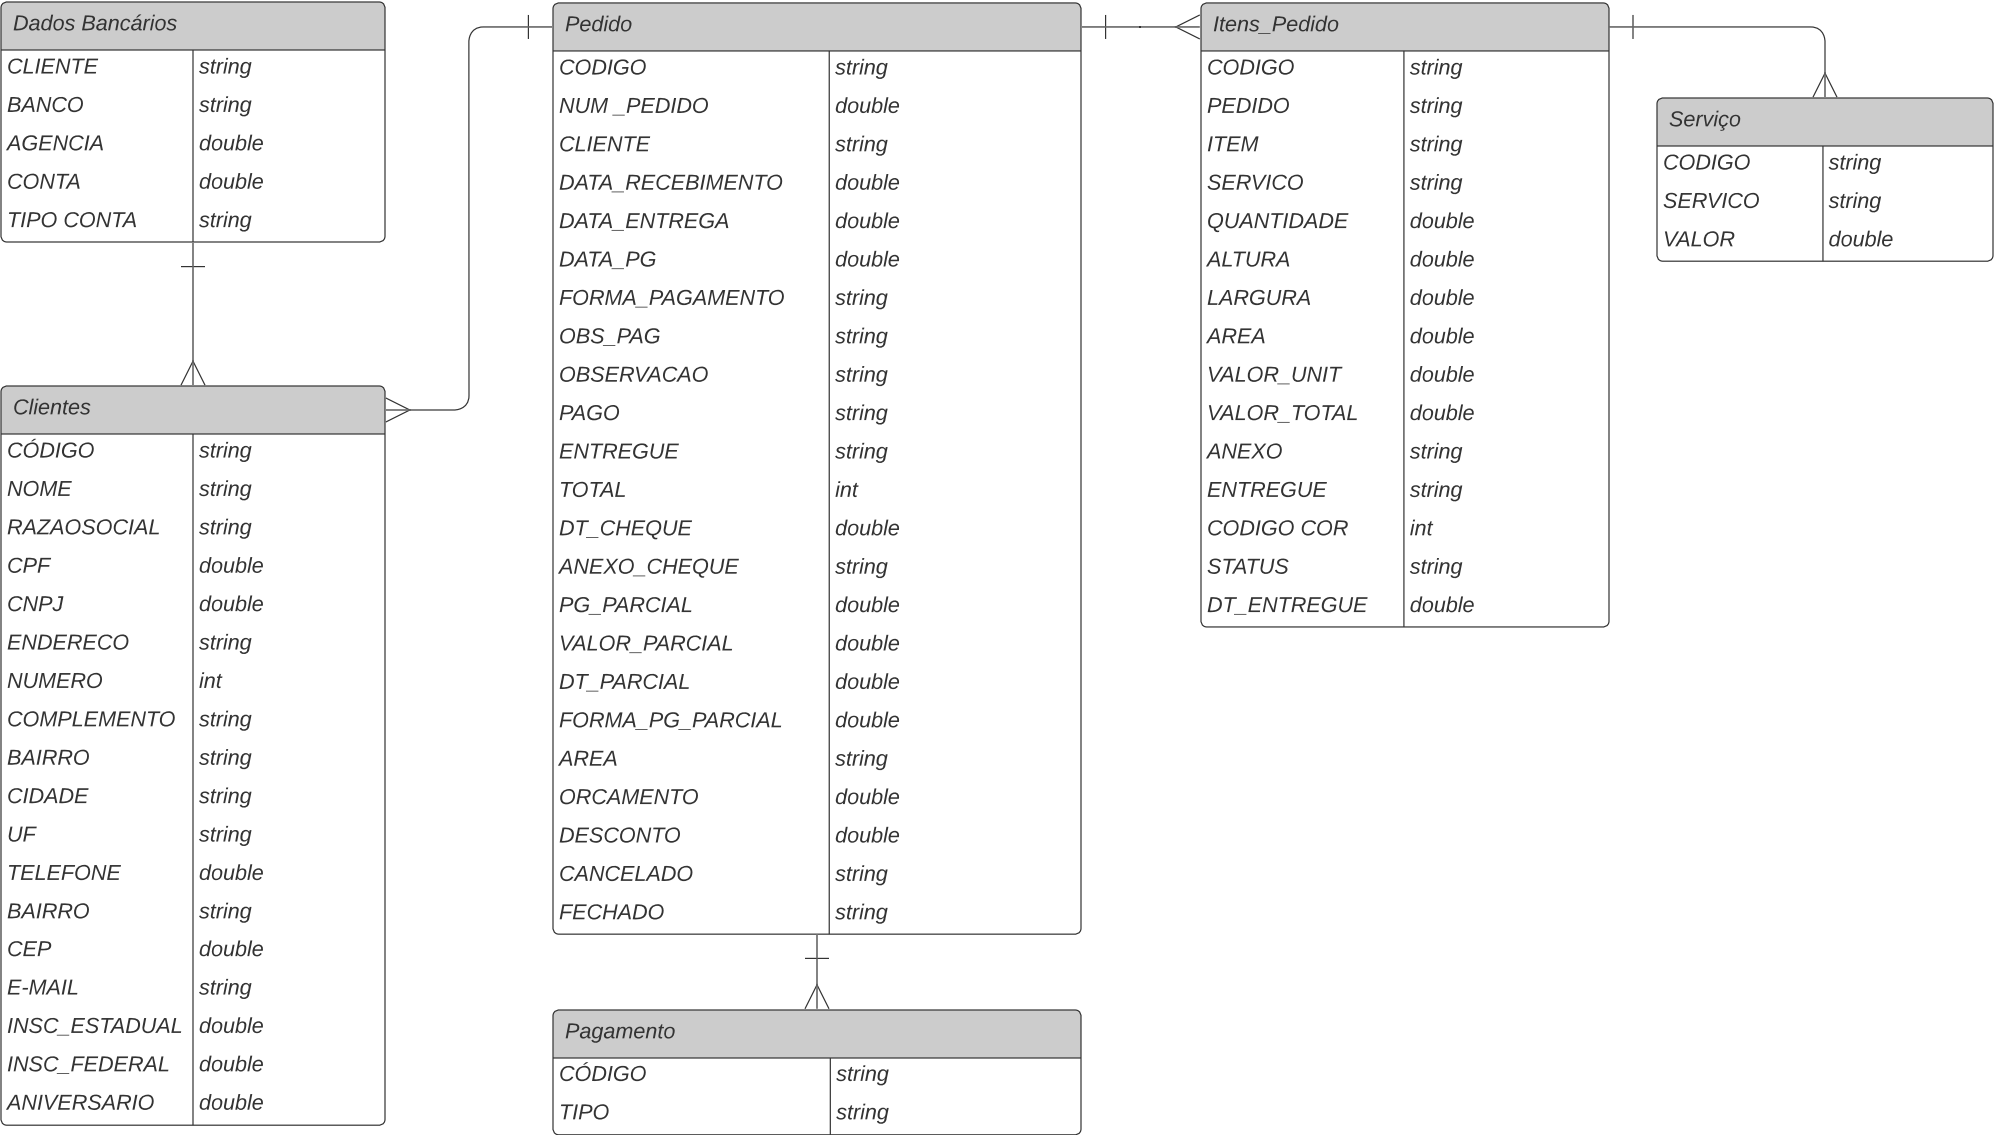 Dados Bancários
CLIENTE string
BANCO string
AGENCIA double
CONTA double
TIPO CONTA string
Clientes
CÓDIGO string
NOME string
RAZAOSOCIAL string
CPF double
CNPJ double
ENDERECO string
NUMERO int
COMPLEMENTO string
BAIRRO string
CIDADE string
UF string
TELEFONE double
BAIRRO string
CEP double
E-MAIL string
INSC_ESTADUAL double
INSC_FEDERAL double
ANIVERSARIO double
Pedido
CODIGO string
NUM _PEDIDO double
CLIENTE string
DATA_RECEBIMENTO double
DATA_ENTREGA double
DATA_PG double
FORMA_PAGAMENTO string
OBS_PAG string
OBSERVACAO string
PAGO string
ENTREGUE string
TOTAL int
DT_CHEQUE double
ANEXO_CHEQUE string
PG_PARCIAL double
VALOR_PARCIAL double
DT_PARCIAL double
FORMA_PG_PARCIAL double
AREA string
ORCAMENTO double
DESCONTO double
CANCELADO string
FECHADO string
Pagamento
CÓDIGO string
TIPO string
Itens_Pedido
CODIGO string
PEDIDO string
ITEM string
SERVICO string
QUANTIDADE double
ALTURA double
LARGURA double
AREA double
VALOR_UNIT double
VALOR_TOTAL double
ANEXO string
ENTREGUE string
CODIGO COR int
STATUS string
DT_ENTREGUE double
Serviço
CODIGO string
SERVICO string
VALOR double